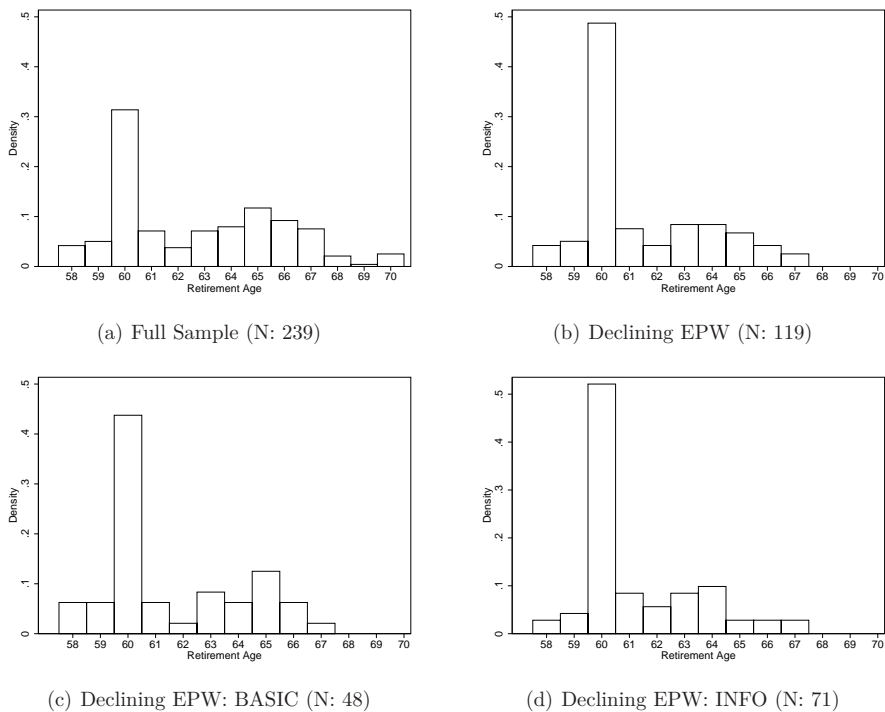 .5
.4
.3
.2
.1
0
Density
58 59 60 61 62 63 64 65 66 67 68 69 70
Retirement Age
(a) Full Sample (N: 239)
.5
.4
.3
.2
.1
0
Density
58 59 60 61 62 63 64 65 66 67 68 69 70
Retirement Age
(b) Declining EPW (N: 119)
.5
.4
.3
.2
.1
0
Density
58 59 60 61 62 63 64 65 66 67 68 69 70
Retirement Age
(c) Declining EPW: BASIC (N: 48)
.5
.4
.3
.2
.1
0
Density
58 59 60 61 62 63 64 65 66 67 68 69 70
Retirement Age
(d) Declining EPW: INFO (N: 71)